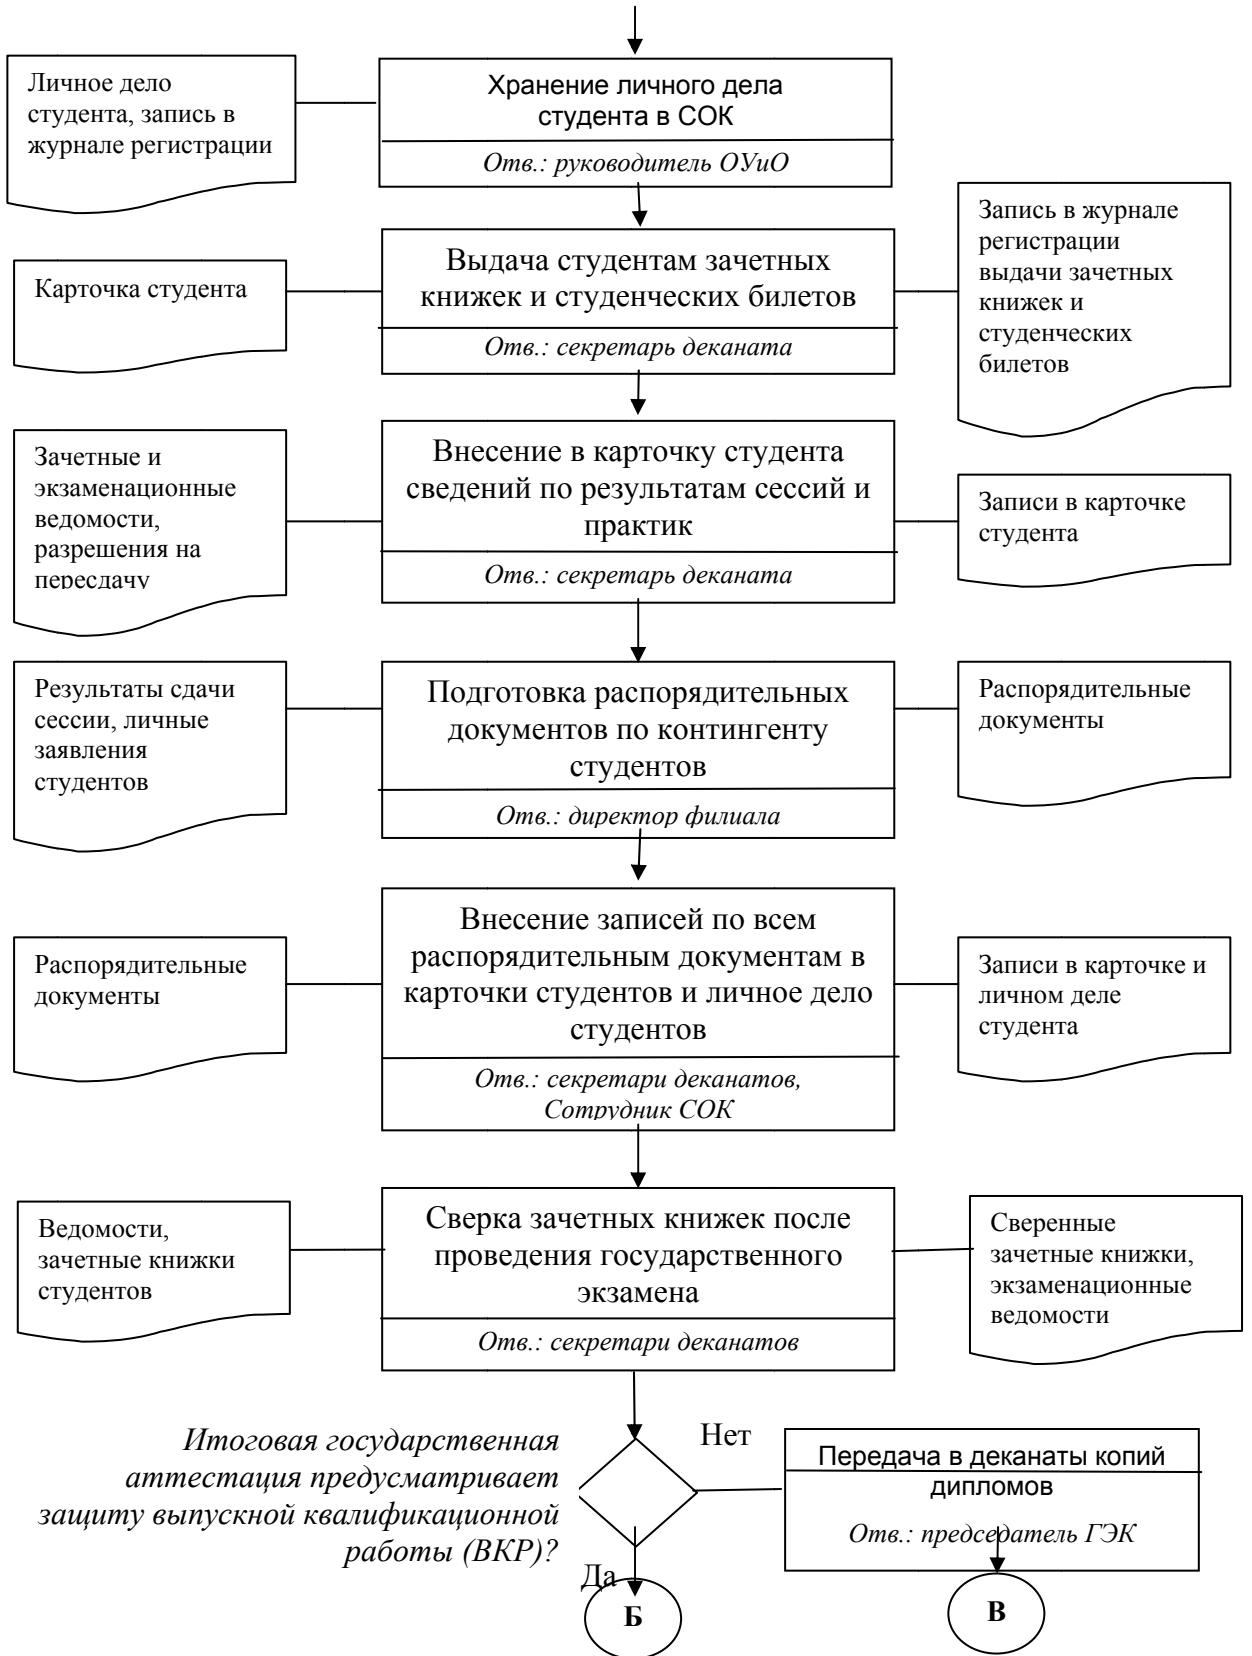 Личное дело
студента, запись в
журнале регистрации
Хранение личного дела
студента в СОК
Отв.: руководитель ОУиО
Карточка студента
Выдача студентам зачетных
книжек и студенческих билетов
Отв.: секретарь деканата
Запись в журнале
регистрации
выдачи зачетных
книжек и
студенческих
билетов
Зачетные и
экзаменационные
ведомости,
разрешения на
пересдачу
Внесение в карточку студента
сведений по результатам сессий и
практик
Отв.: секретарь деканата
Записи в карточке
студента
Результаты сдачи
сессии, личные
заявления
студентов
Подготовка распорядительных
документов по контингенту
студентов
Отв.: директор филиала
Распорядительные
документы
Распорядительные
документы
Внесение записей по всем
распорядительным документам в
карточки студентов и личное дело
студентов
Отв.: секретари деканатов,
Сотрудник СОК
Записи в карточке и
личном деле
студента
Ведомости,
зачетные книжки
студентов
Сверка зачетных книжек после
проведения государственного
экзамена
Отв.: секретари деканатов
Сверенные
зачетные книжки,
экзаменационные
ведомости
Итоговая государственная
аттестация предусматривает
защиту выпускной квалификационной
работы (ВКР)?
Нет
Передача в деканаты копий
дипломов
Отв.: председатель ГЭК
Да
Б
В